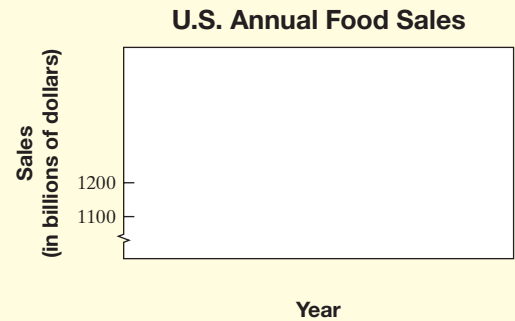 U.S. Annual Food Sales
Sales
(in billions of dollars)
1200
1100
Year